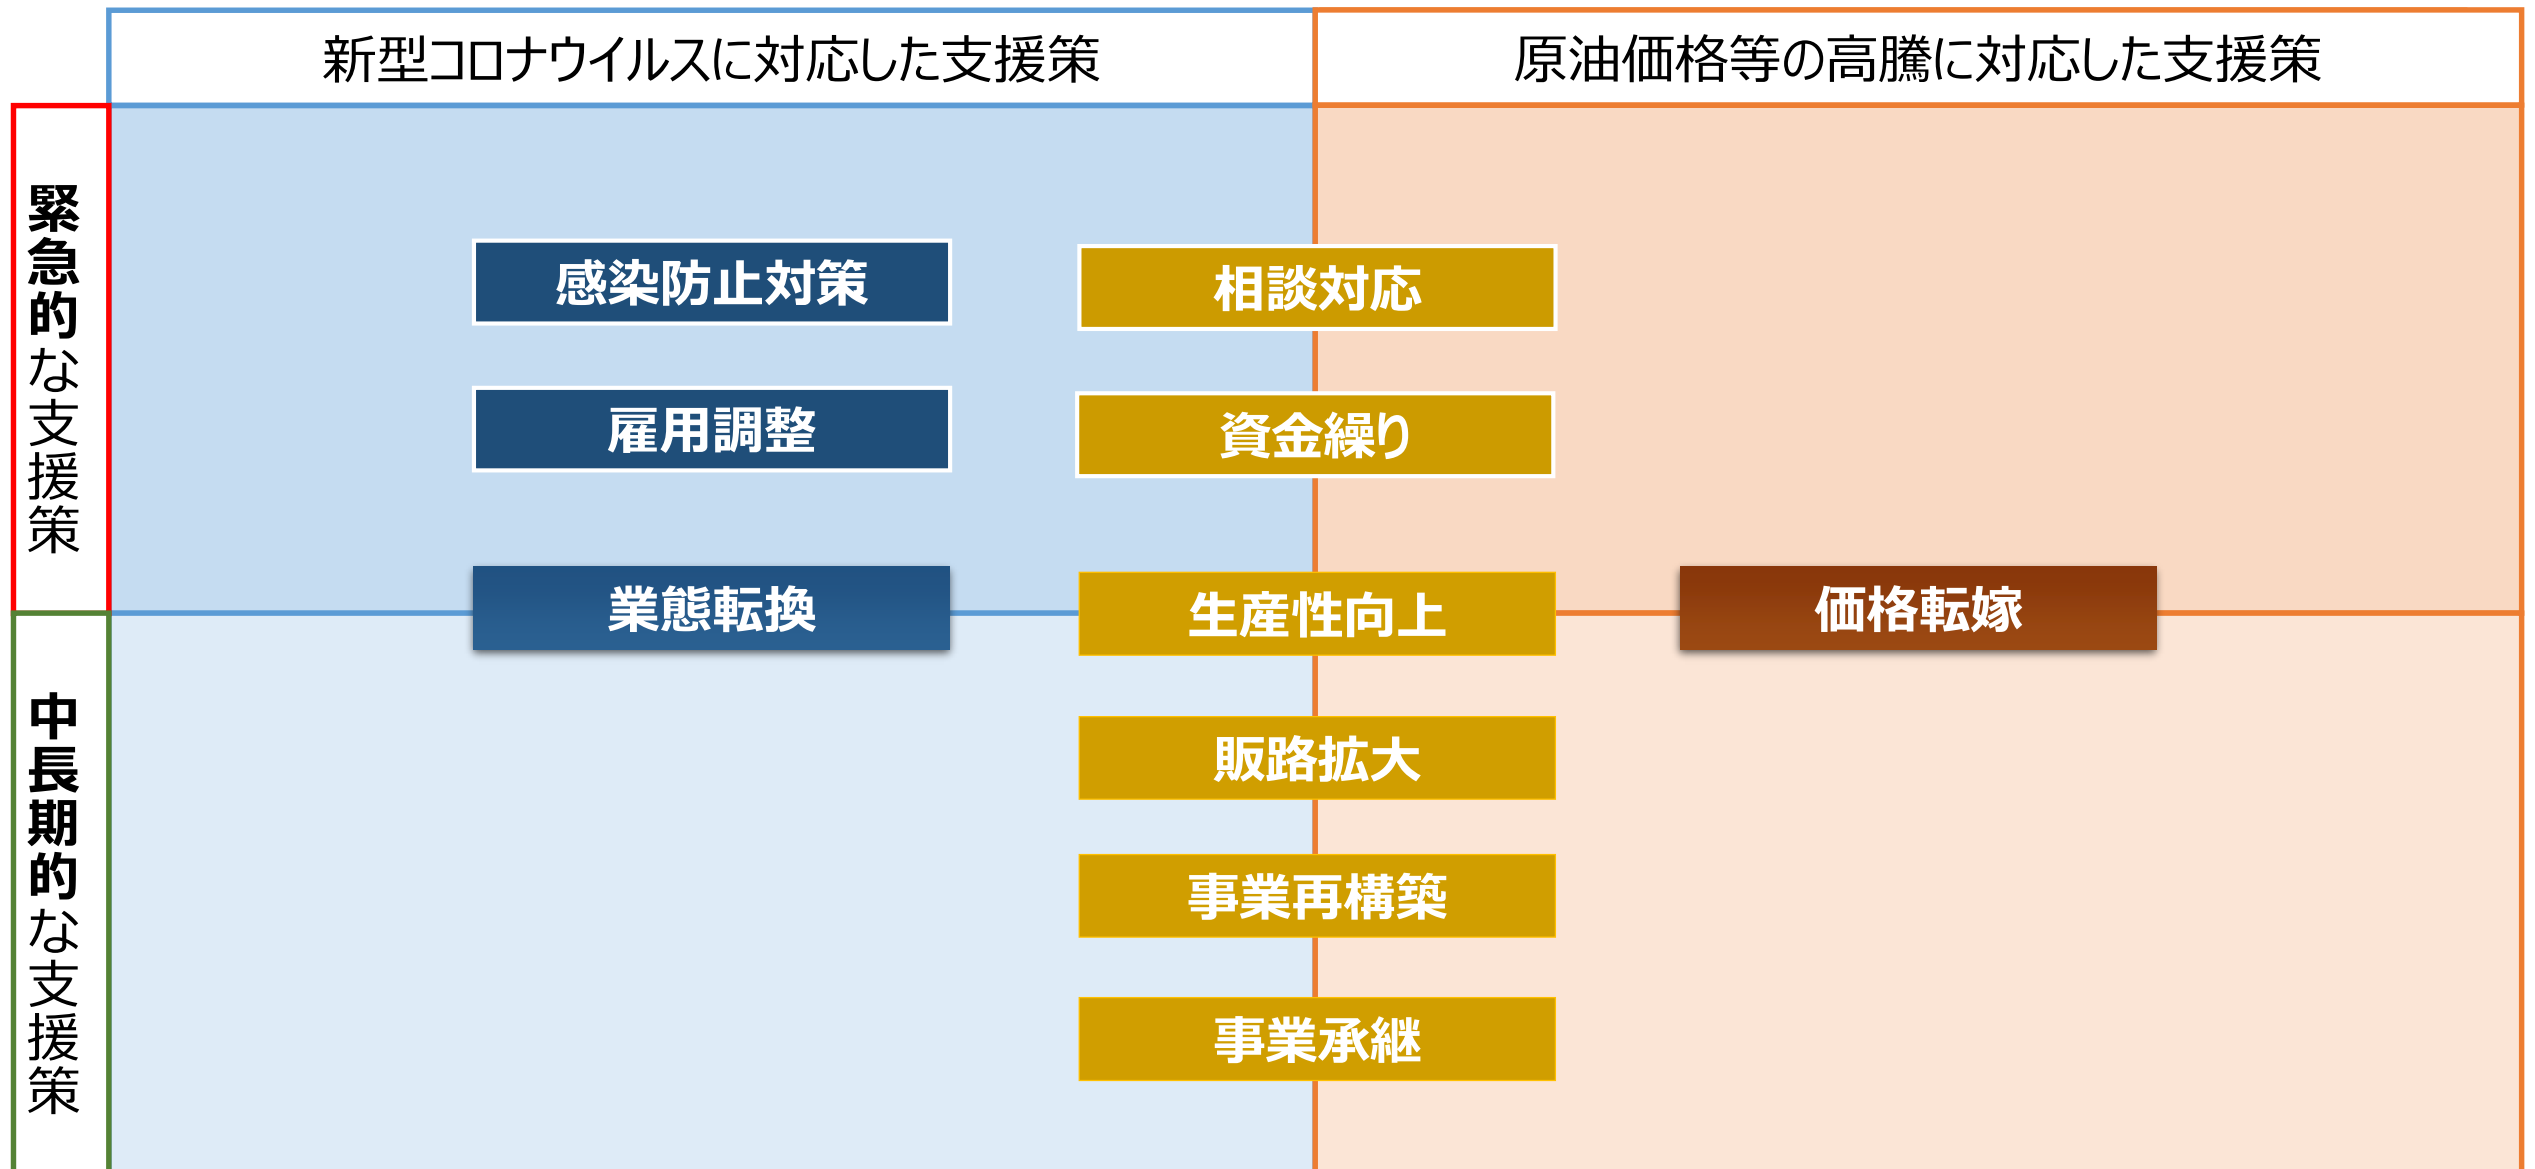 新型コロナウイルスに対応した支援策
原油価格等の高騰に対応した支援策
緊急的な支援策
感染防止対策
相談対応
雇用調整
資金繰り
業態転換
生産性向上
価格転嫁
中長期的な支援策
販路拡大
事業再構築
事業承継